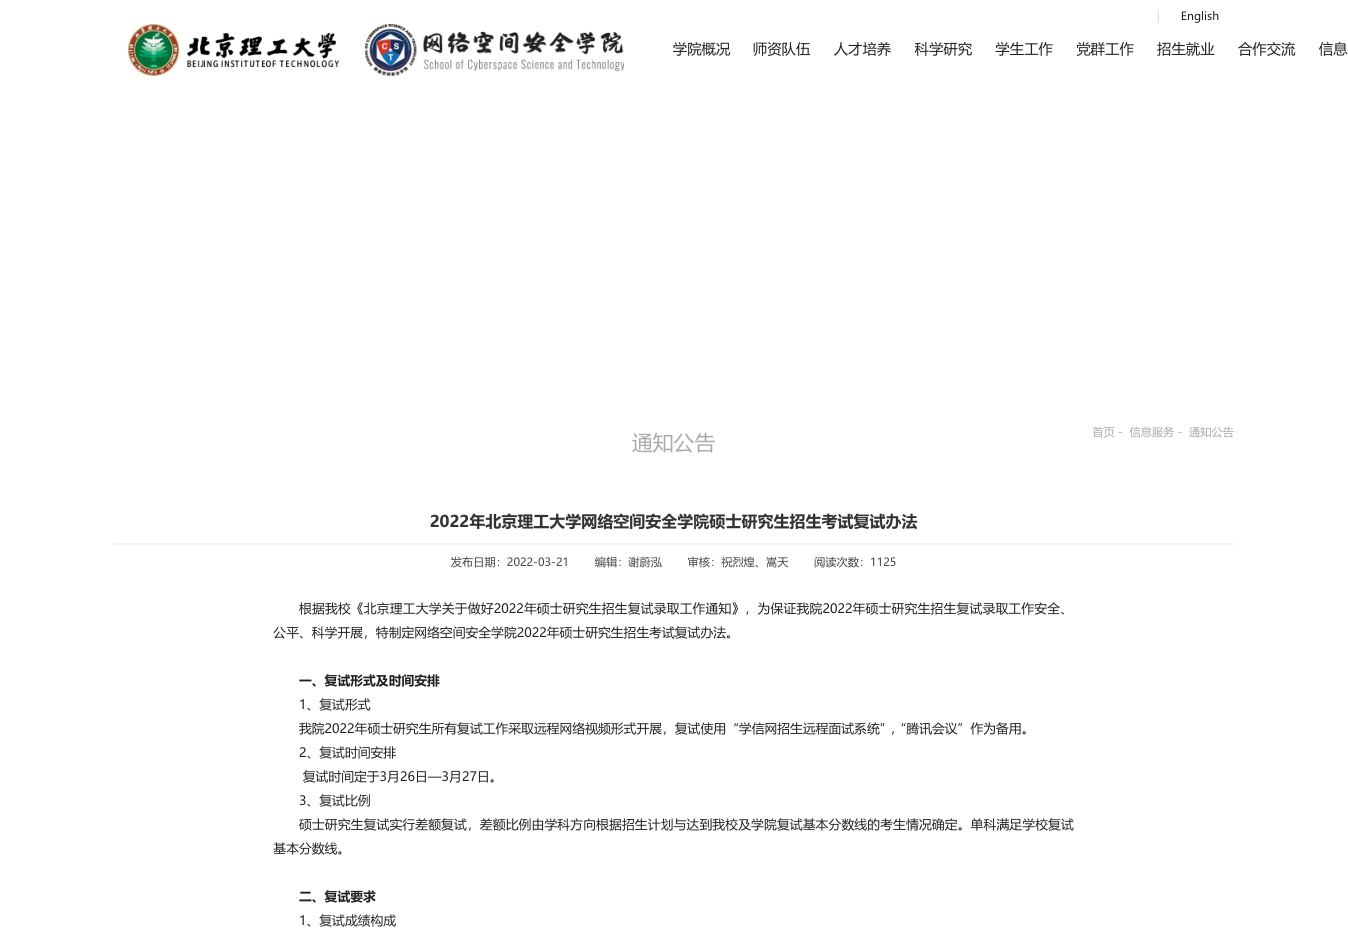 English
北京理工大学
BEIJING INSTITUTE OF TECHNOLOGY
网络空间安全学院
School of Cyberspace Science and Technology
CST
学院概况 师资队伍 人才培养 科学研究 学生工作 党群工作 招生就业 合作交流 信息
首页 - 信息服务 - 通知公告
通知公告
2022年北京理工大学网络空间安全学院硕士研究生招生考试复试办法
发布日期：2022-03-21 编辑：谢蔚泓 审核：祝烈煌、嵩天 阅读次数：1125
根据我校《北京理工大学关于做好2022年硕士研究生招生复试录取工作通知》，为保证我院2022年硕士研究生招生复试录取工作安全、
公平、科学开展，特制定网络空间安全学院2022年硕士研究生招生考试复试办法。
一、复试形式及时间安排
1、复试形式
我院2022年硕士研究生所有复试工作采取远程网络视频形式开展，复试使用“学信网招生远程面试系统”，“腾讯会议”作为备用。
2、复试时间安排
复试时间定于3月26日—3月27日。
3、复试比例
硕士研究生复试实行差额复试，差额比例由学科方向根据招生计划与达到我校及学院复试基本分数线的考生情况确定。单科满足学校复试
基本分数线。
二、复试要求
1、复试成绩构成